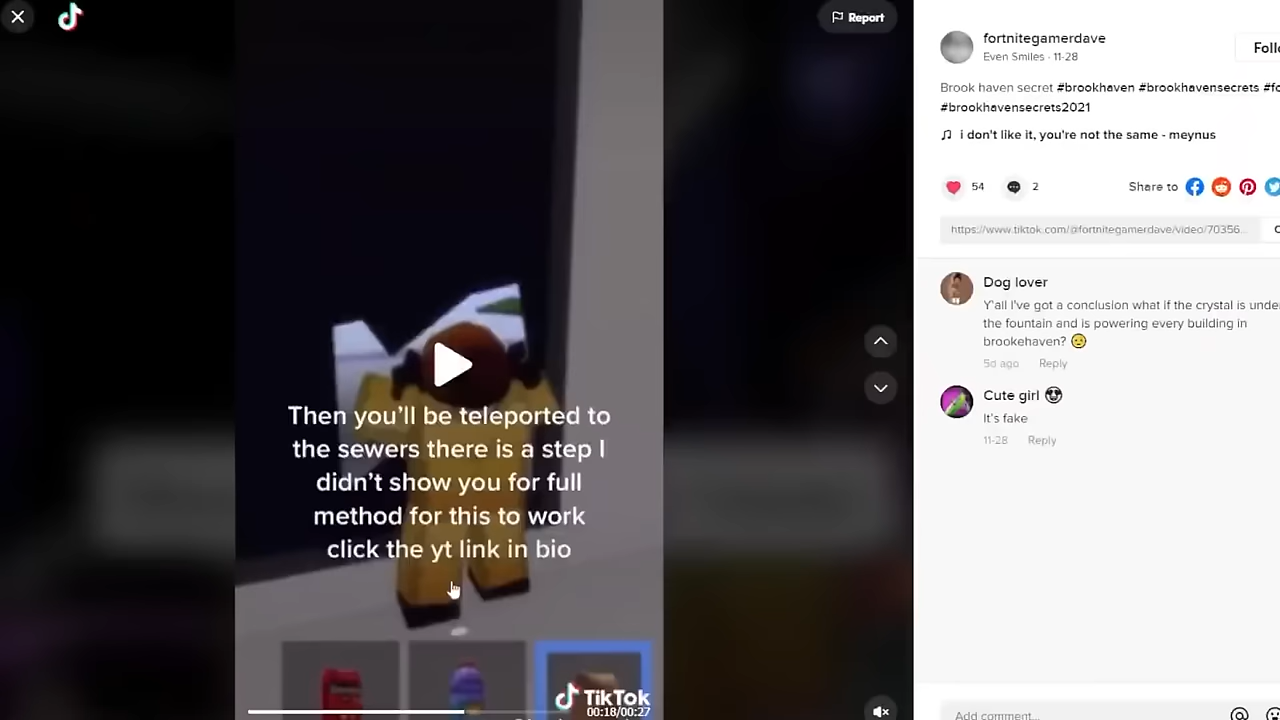 Report
fortnitegamerdave
Even Smiles · 11-28
Brook haven secret #brookhaven #brookhavensecrets
#brookhavensecrets2021
i don't like it, you're not the same - meynus
54
2
Share to
https://www.tiktok.com/@fortnitegamerdave/video/70356...
Dog lover
Y'all I've got a conclusion what if the crystal is
the fountain and is powering every building in
brookehaven?
5d ago
Reply
Cute girl
It's fake
11-28
Reply
Then you'll be teleported to
the sewers there is a step I
didn't show you for full
method for this to work
click the yt link in bio
TikTok
00:18/00:27
Add comment...